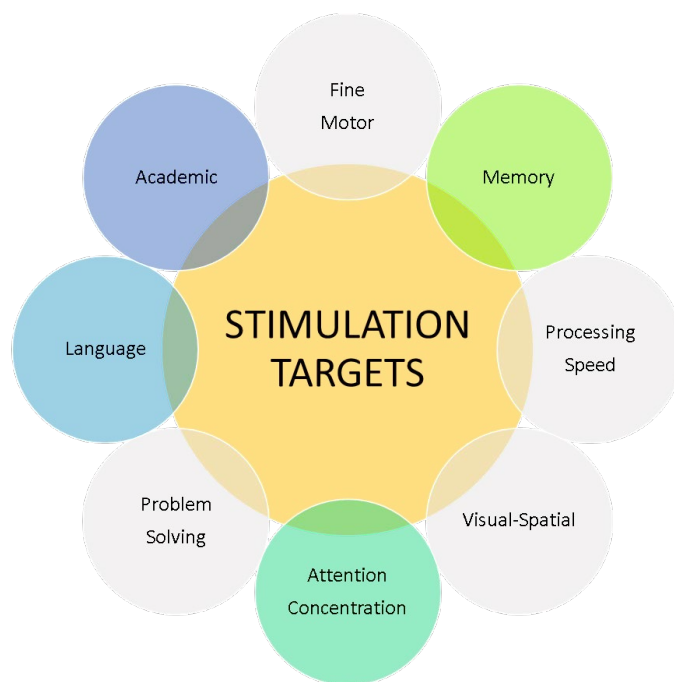 Fine
Motor
Academic
Memory
STIMULATION
TARGETS
Language
Processing
Speed
Problem
Solving
Visual-Spatial
Attention
Concentration